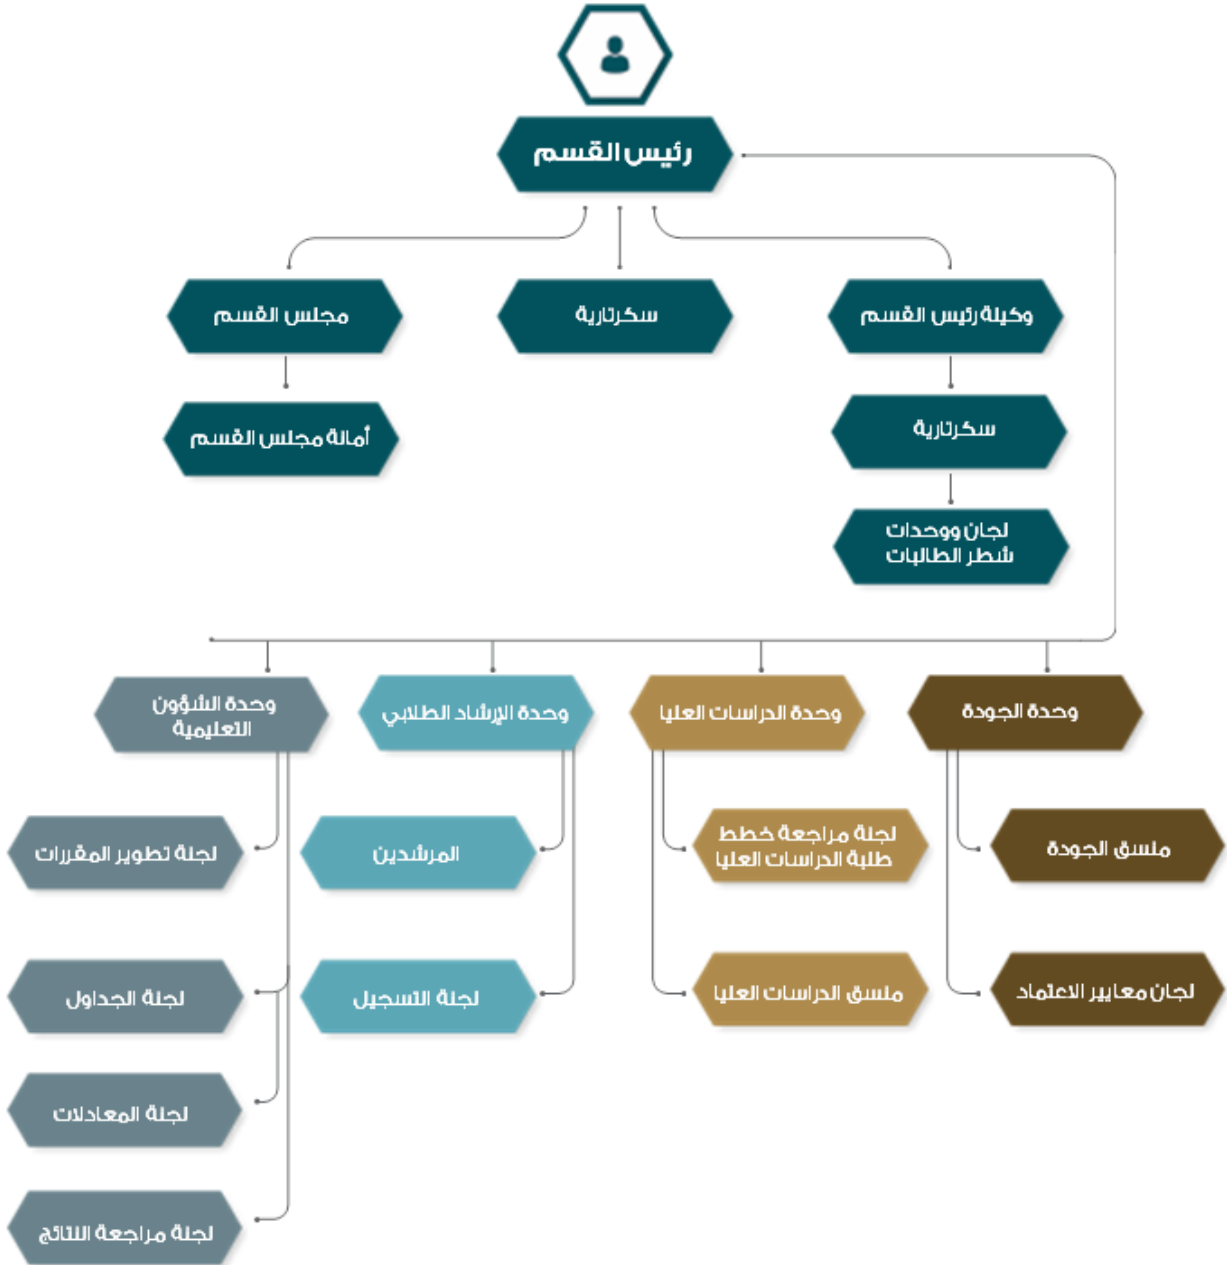 رئيس القسم
وكيلة رئيس القسم
سكرتارية
مجلس القسم
سكرتارية
أمانة مجلس القسم
لجان ووحدات
شطر الطالبات
وحدة الجودة
وحدة الدراسات العليا
وحدة الإرشاد الطلابي
وحدة الشؤون
التعليمية
منسق الجودة
لجنة مراجعة خطط
طلبة الدراسات العليا
المرشدين
لجنة تطوير المقررات
لجان معايير الاعتماد
منسق الدراسات العليا
لجنة التسجيل
لجنة الجداول
لجنة المعادلات
لجنة مراجعة النتائج